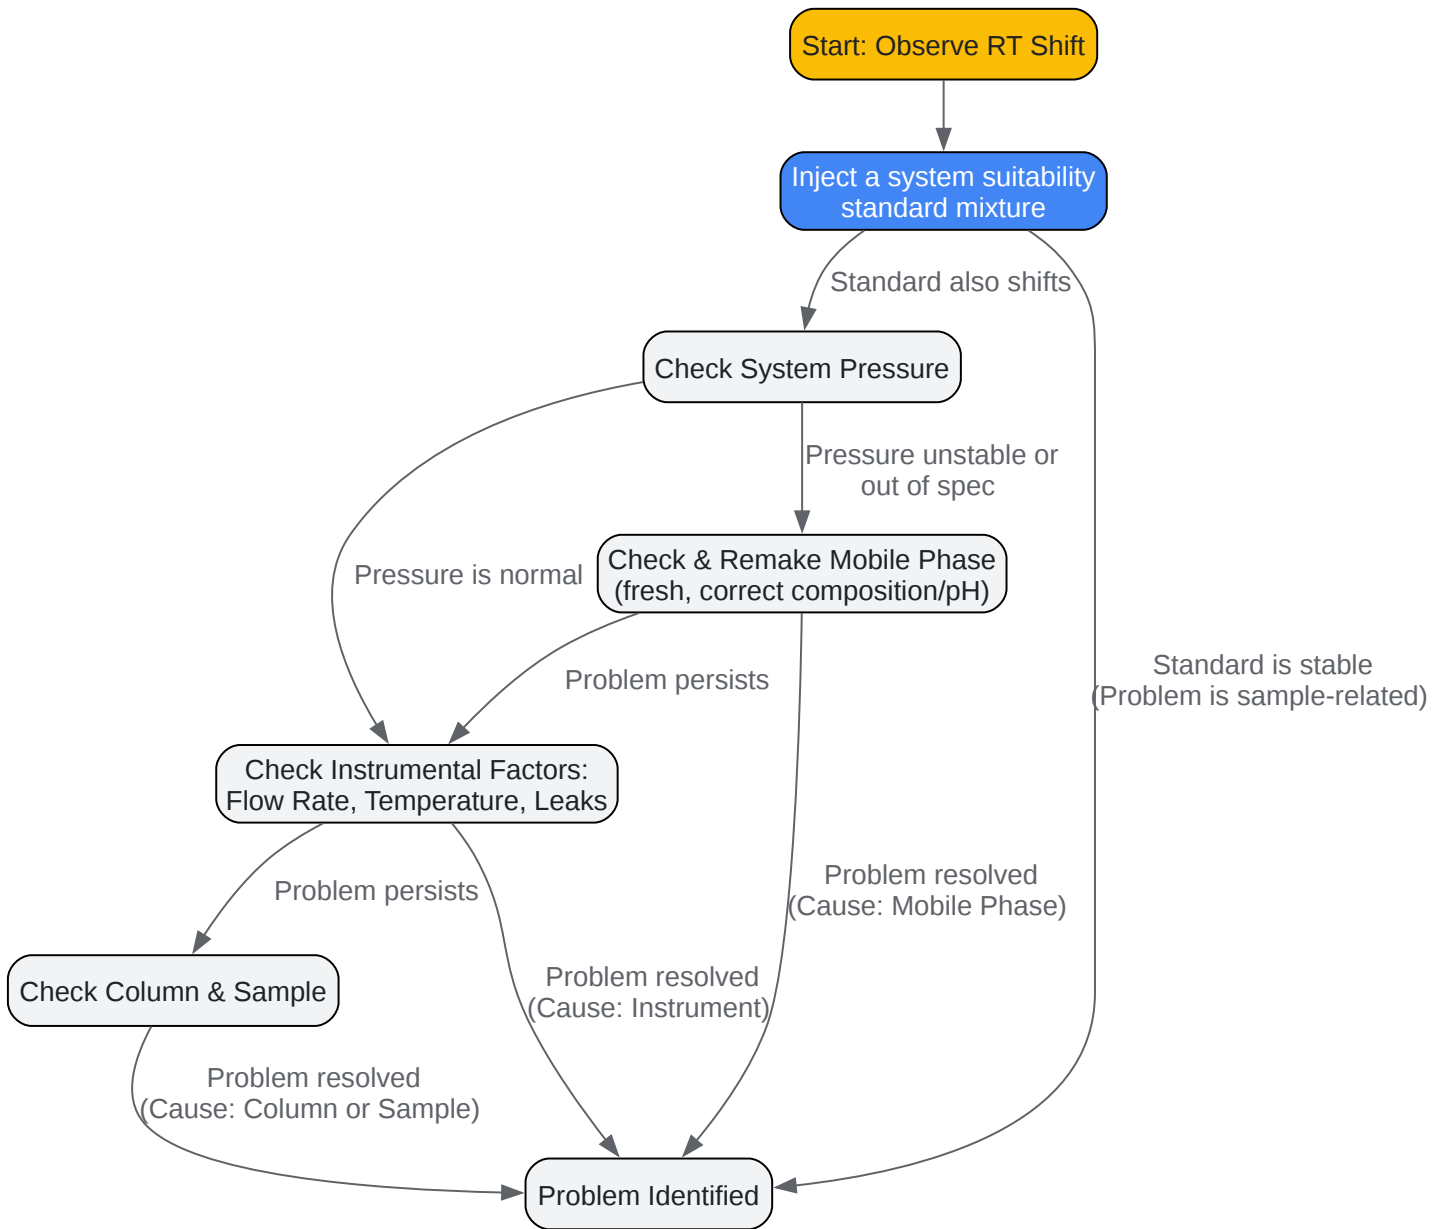 Start: Observe RT Shift
Inject a system suitability
standard mixture
Standard also shifts
Check System Pressure
Pressure unstable or
out of spec
Check & Remake Mobile Phase
(fresh, correct composition/pH)
Pressure is normal
Standard is stable
(Problem is sample-related)
Problem persists
Check Instrumental Factors:
Flow Rate, Temperature, Leaks
Problem persists
Problem resolved
(Cause: Mobile Phase)
Problem resolved
(Cause: Instrument)
Check Column & Sample
Problem resolved
(Cause: Column or Sample)
Problem Identified